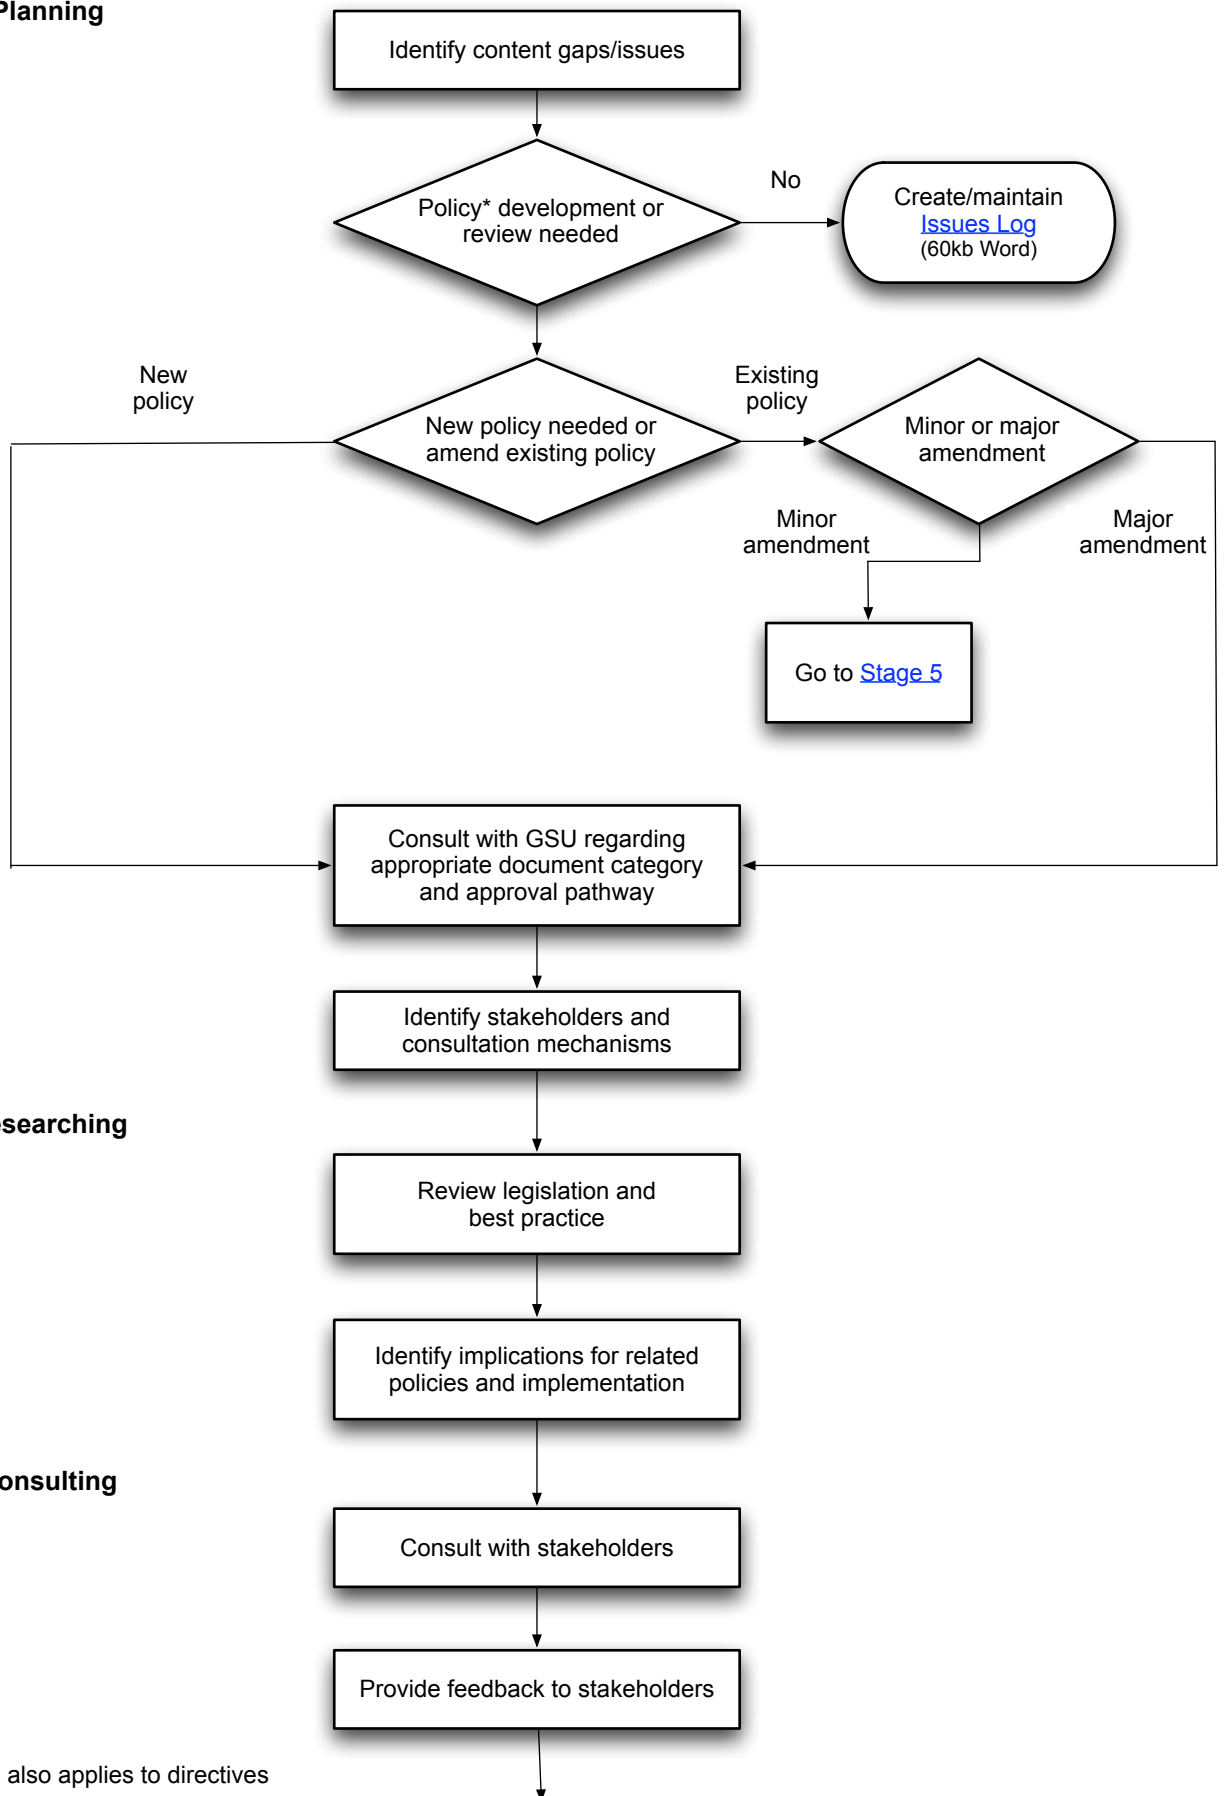 Planning
Identify content gaps/issues
Policy* development or
review needed
No
Create/maintain
Issues Log
(60kb Word)
New
policy
New policy needed or
amend existing policy
Existing
policy
Minor or major
amendment
Minor
amendment
Major
amendment
Go to Stage 5
Consult with GSU regarding
appropriate document category
and approval pathway
Identify stakeholders and
consultation mechanisms
esearching
Review legislation and
best practice
Identify implications for related
policies and implementation
onsulting
Consult with stakeholders
Provide feedback to stakeholders
also applies to directives